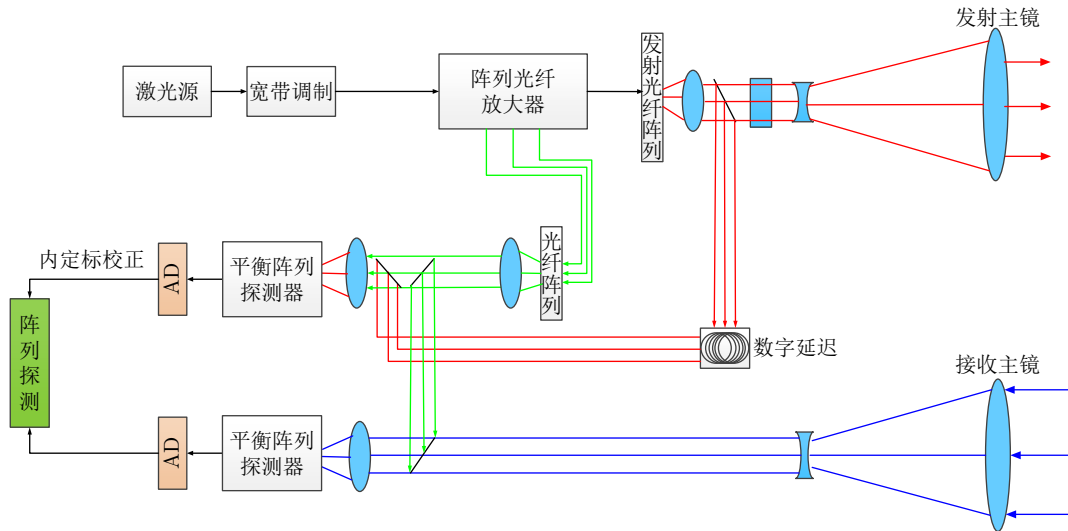 发射主镜
激光源
宽带调制
阵列光纤
放大器
发射光纤阵列
内定标校正
AD
平衡阵列
探测器
光纤阵列
阵列探测
数字延迟
接收主镜
AD
平衡阵列
探测器